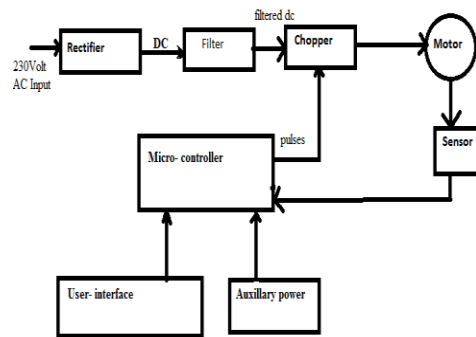 filtered dc
Rectifier
DC
Filter
Chopper
Motor
230Volt
AC Input
Sensor
pulses
Micro- controller
User- interface
Auxillary power